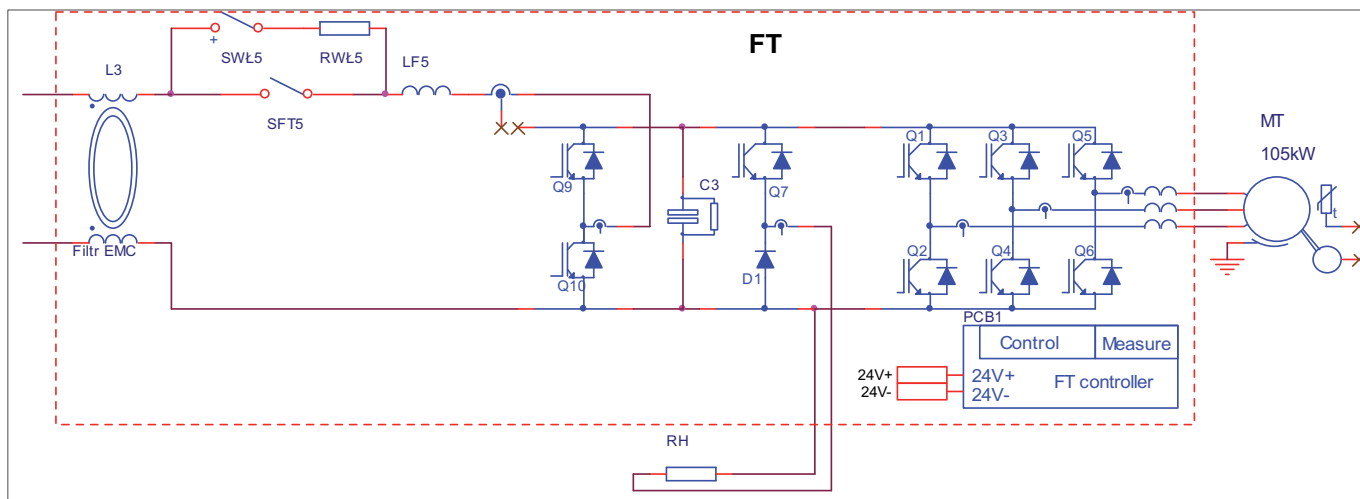 FT
SWŁ5
RWŁ5
+
L3
LF5
SFT5
MT
105kW
Q1
Q3
Q5
Q9
C3
Q7
t
Filtr EMC
Q10
D1
Q2
Q4
Q6
PCB1
Control
Measure
24V+
24V+
FT controller
24V-
24V-
RH